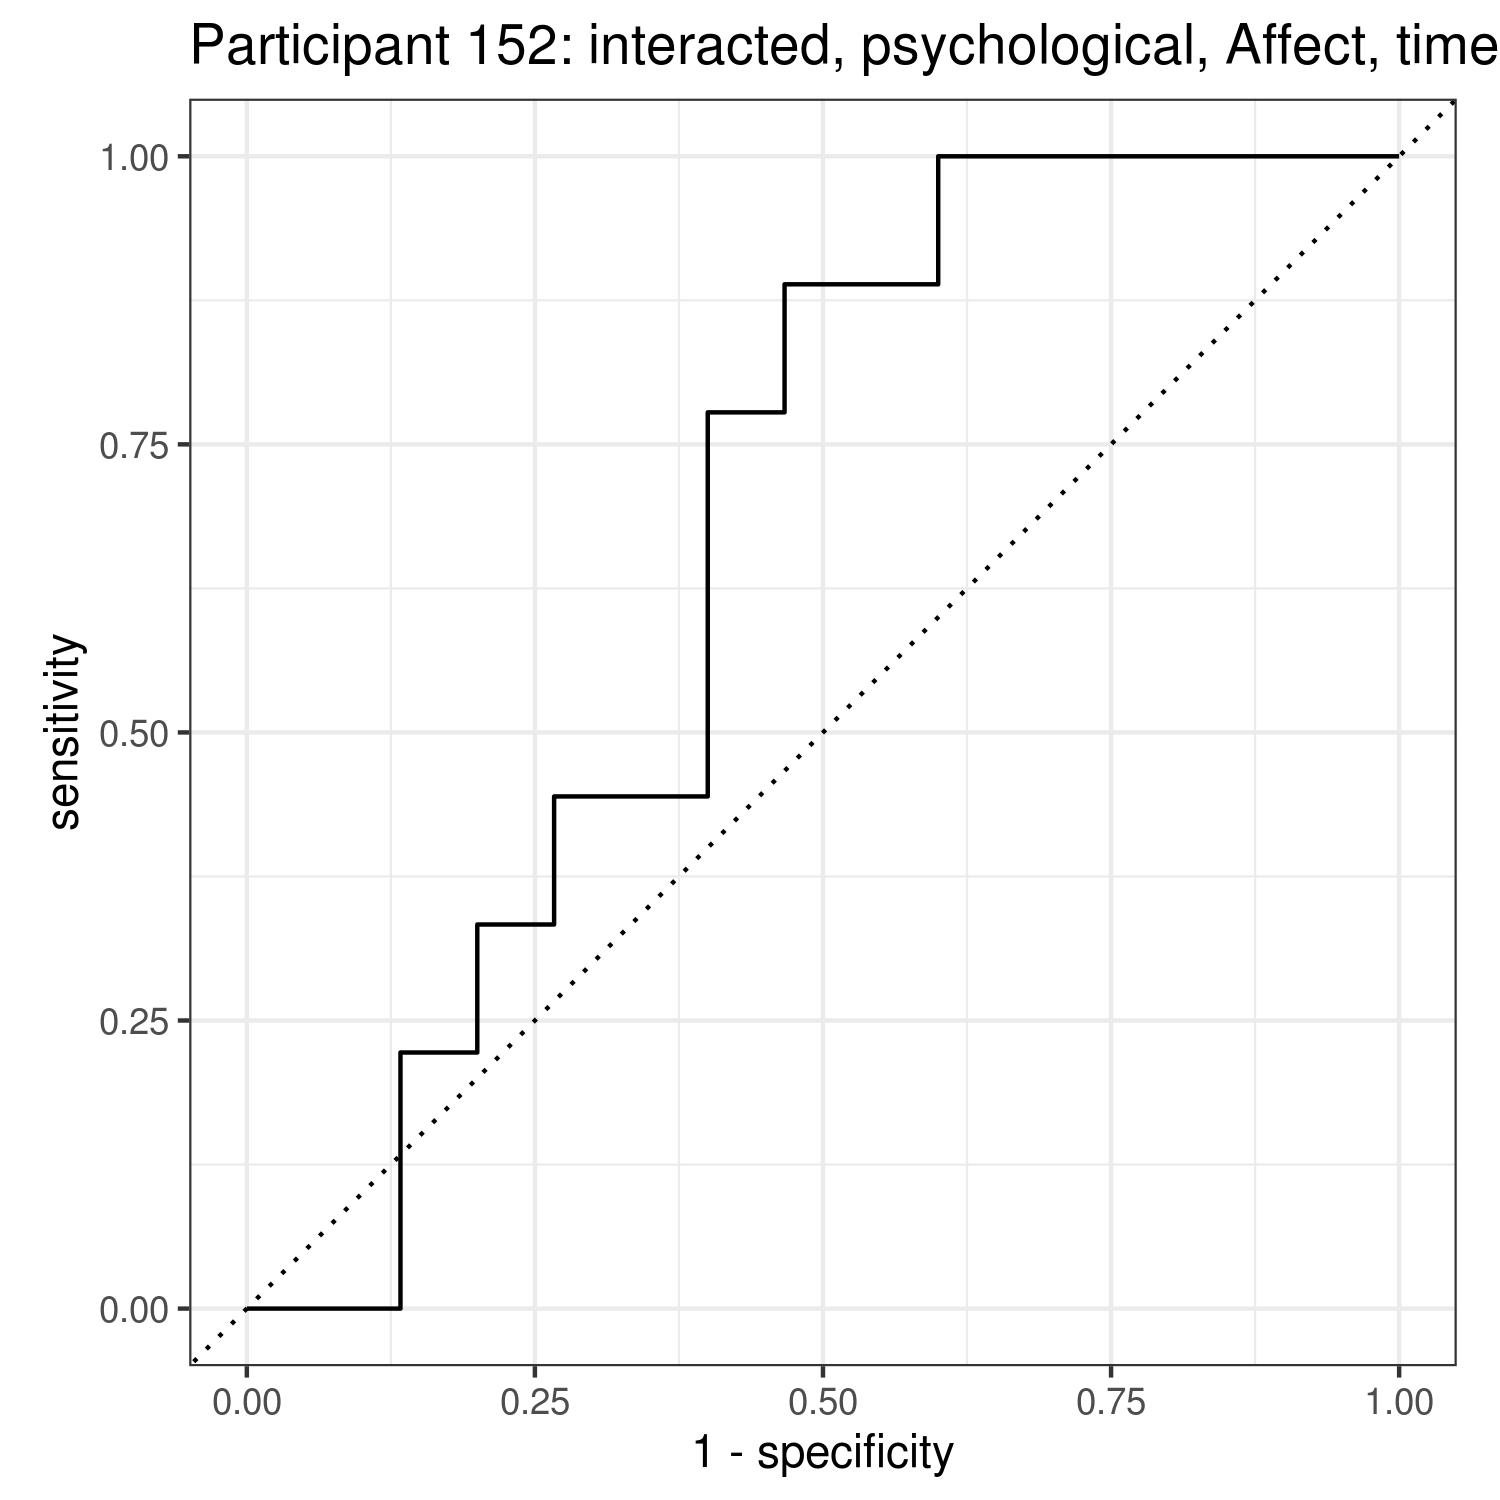 Participant 152: interacted, psychological, Affect, time
1.00
0.75
0.50
0.25
0.00
sensitivity
0.00 0.25 0.50 0.75 1.00
1 - specificity